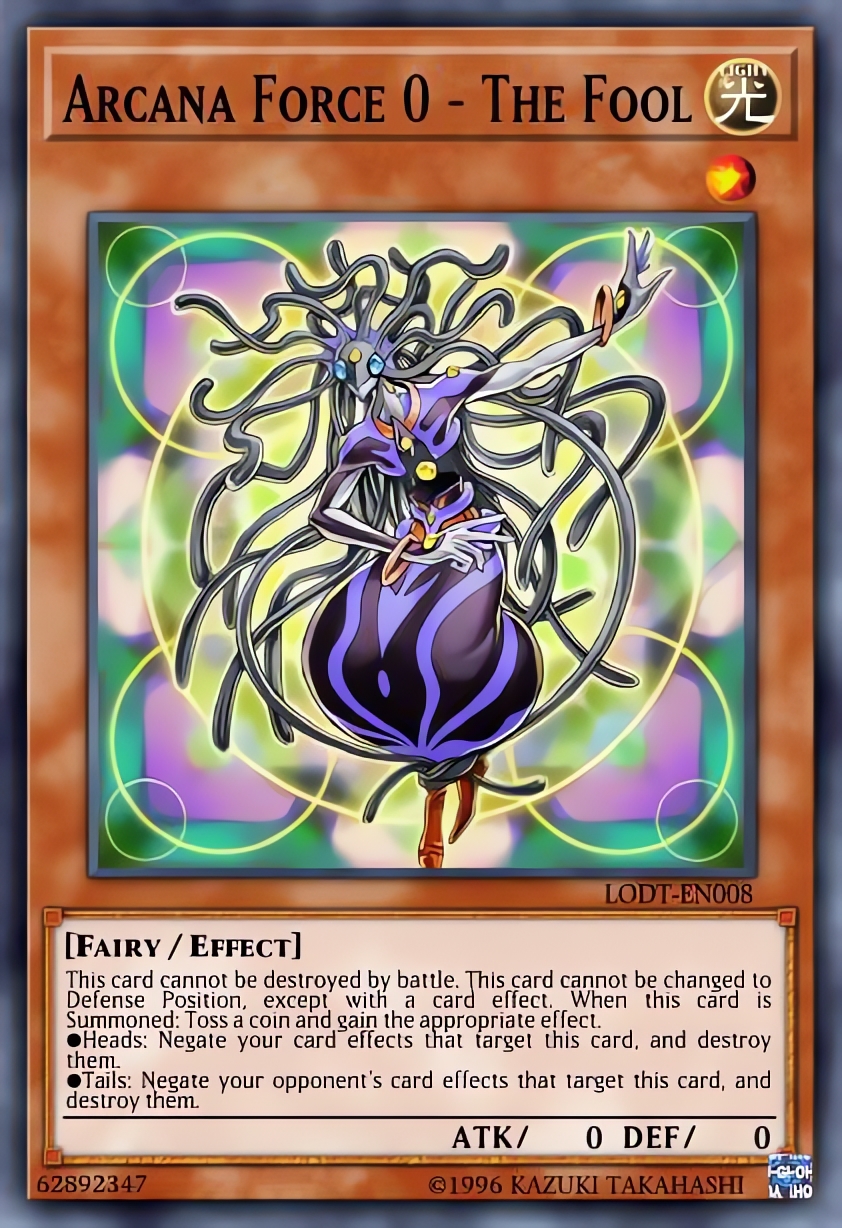 Arcana Force 0 - The Fool
光
LODT-EN008
[Fairy / Effect]
This card cannot be destroyed by battle. This card cannot be changed to
Defense Position, except with a card effect. When this card is
Summoned: Toss a coin and gain the appropriate effect.
●Heads: Negate your card effects that target this card, and destroy
them.
●Tails: Negate your opponent's card effects that target this card, and
destroy them.
ATK/ 0 DEF/ 0
62892347 ©1996 KAZUKI TAKAHASHI